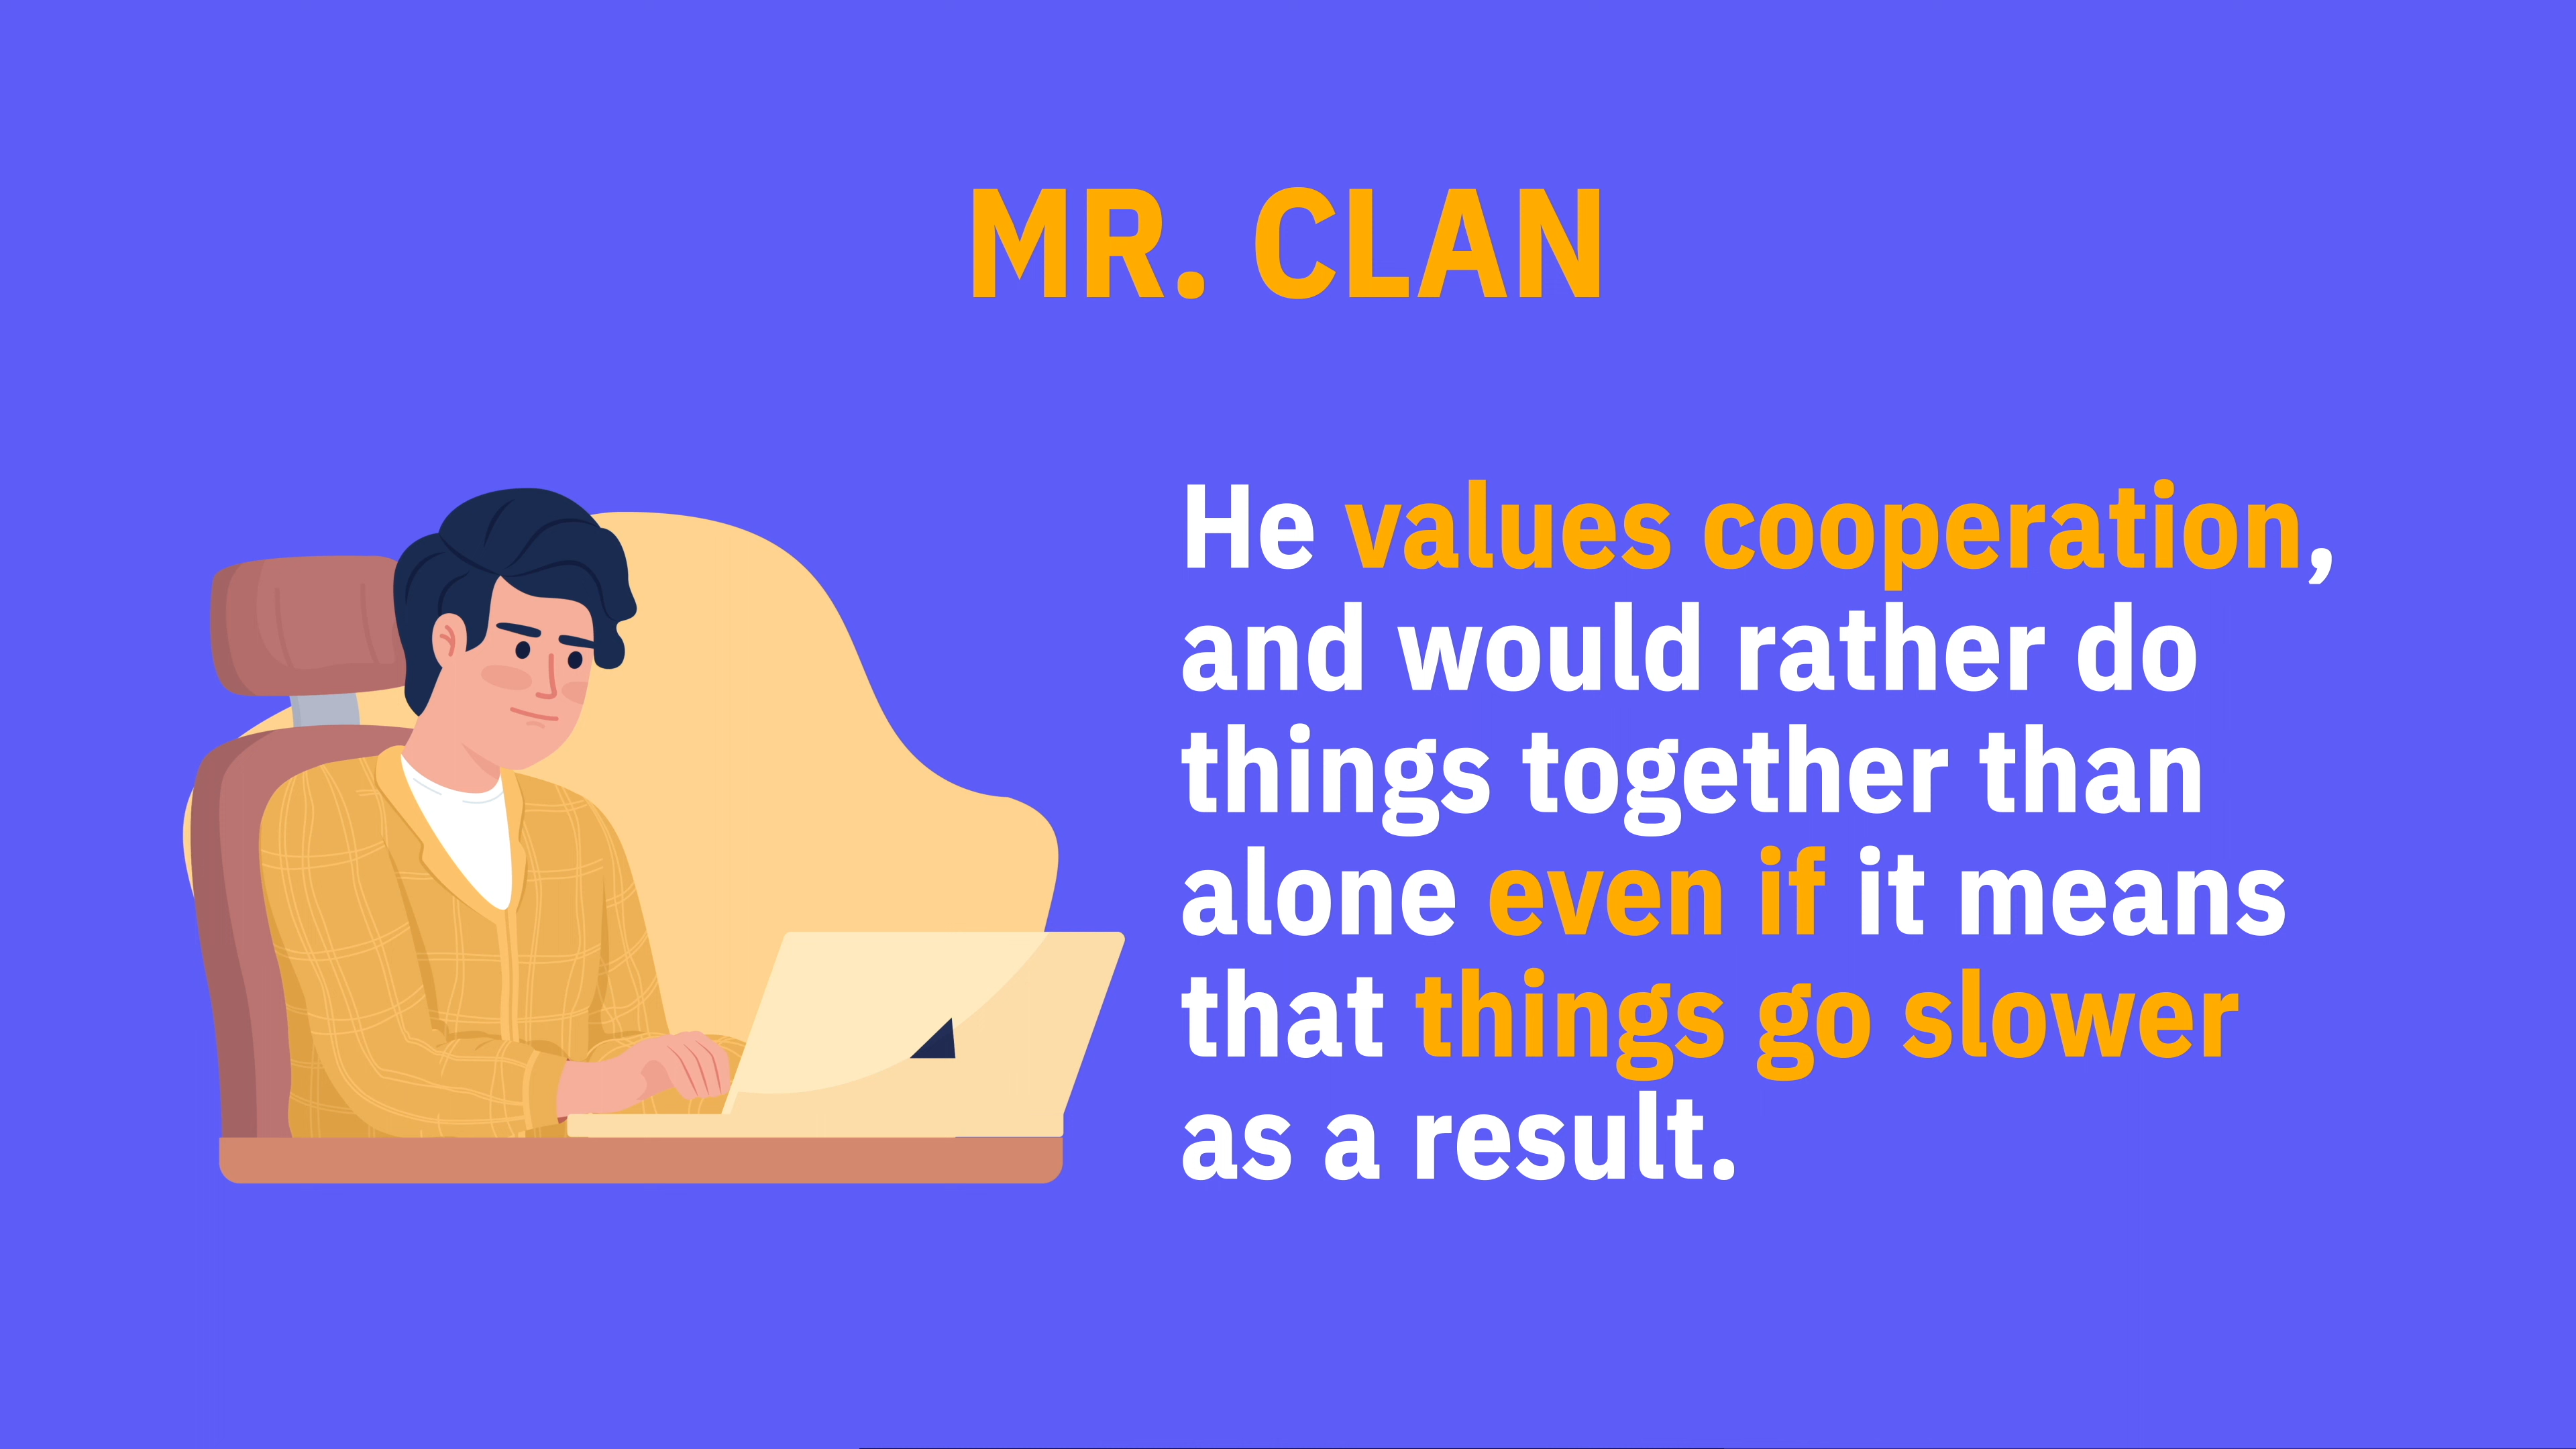 MR. CLAN
He values cooperation,
and would rather do
things together than
alone even if it means
that things go slower
as a result.